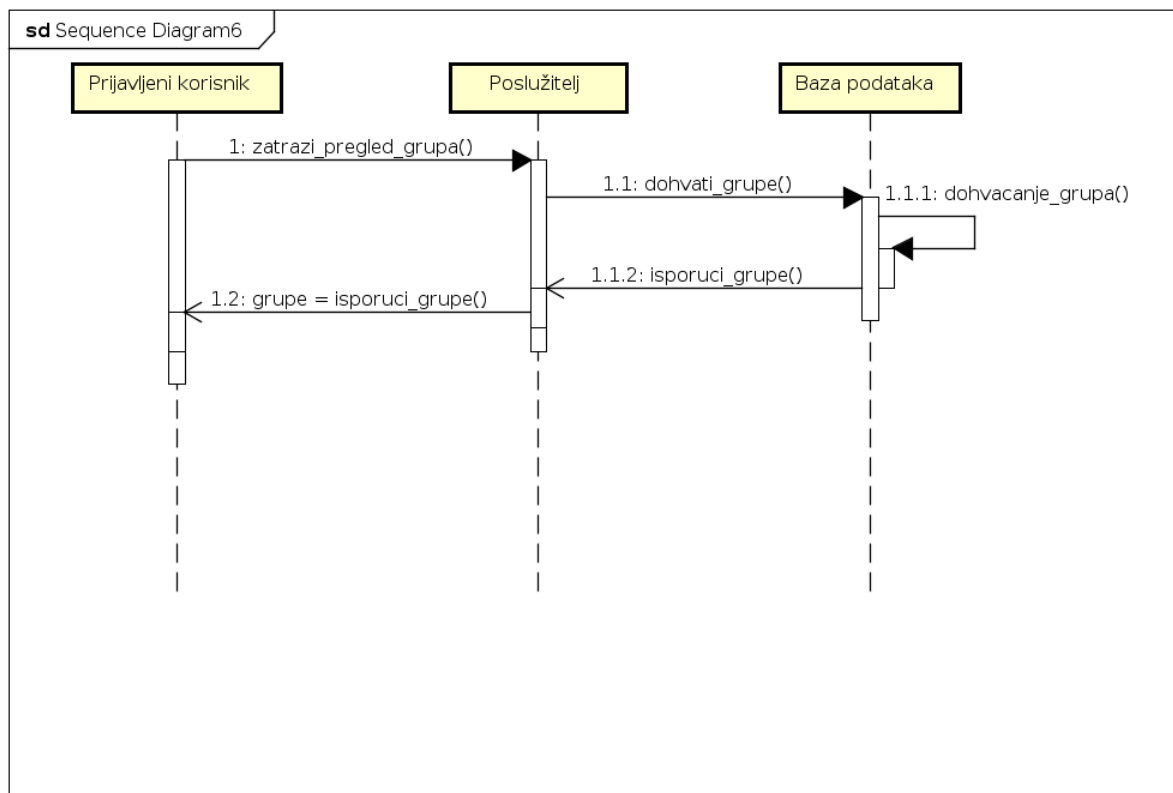 sd Sequence Diagram6
Prijavljeni korisnik
Poslužitelj
Baza podataka
1: zatrazi_pregled_grupa()
1.1: dohvati_grupe()
1.1.1: dohvacanje_grupa()
1.1.2: isporuci_grupe()
1.2: grupe = isporuci_grupe()